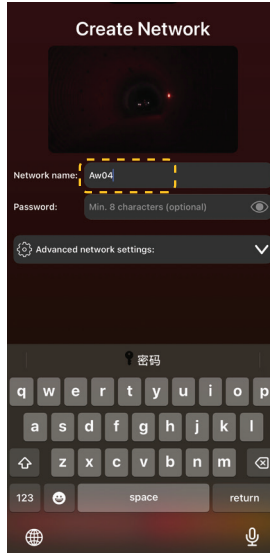 Create Network
Network name: Aw04
Password: Min. 8 characters (optional)
Advanced network settings:
密码
q w e r t y u i o p
a s d f g h j k l
z x c v b n m
123 space return